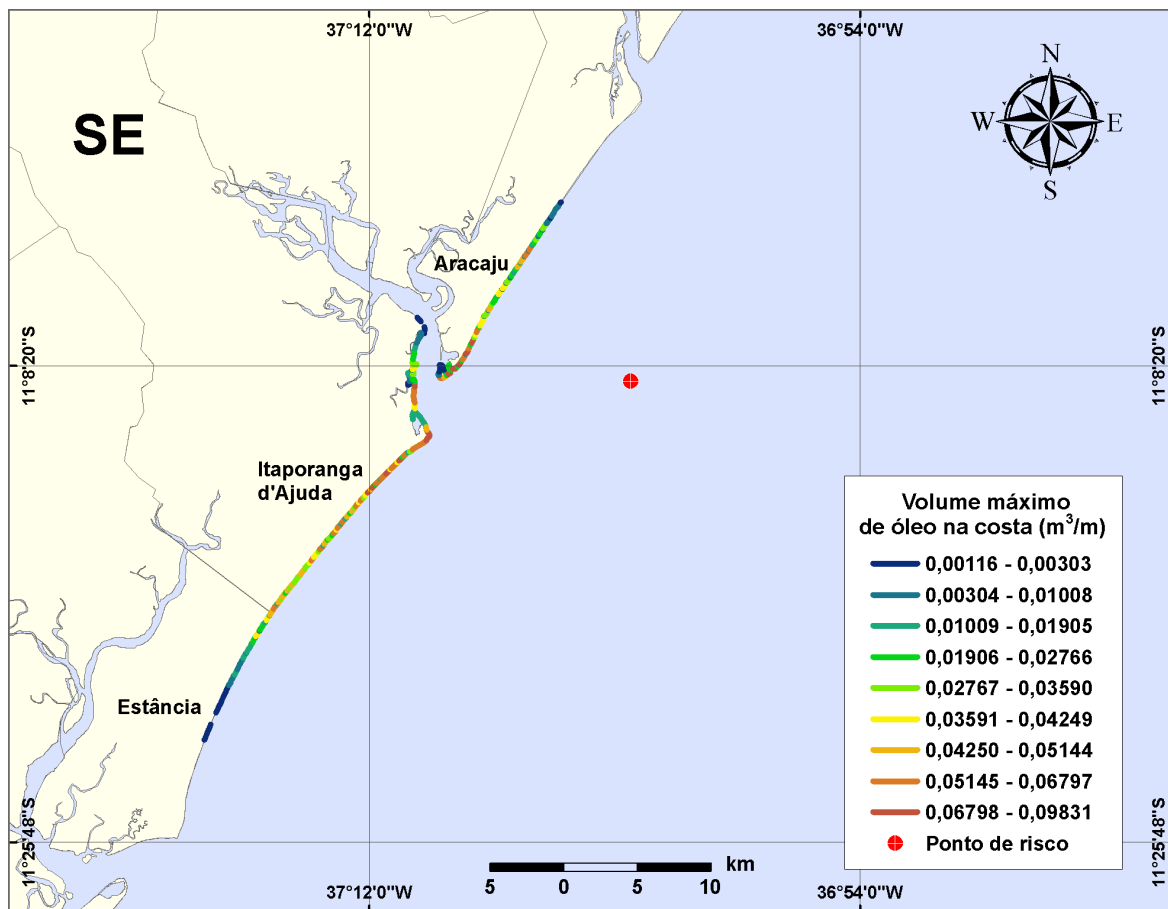 37°12'0"W
36°54'0"W
SE
N
W
E
S
Aracaju
11°8'20"S
11°8'20"S
Itaporanga
d'Ajuda
Estância
Volume máximo
de óleo na costa (m³/m)
0,00116 - 0,00303
0,00304 - 0,01008
0,01009 - 0,01905
0,01906 - 0,02766
0,02767 - 0,03590
0,03591 - 0,04249
0,04250 - 0,05144
0,05145 - 0,06797
0,06798 - 0,09831
Ponto de risco
11°25'48"S
11°25'48"S
km
5 0 5 10
37°12'0"W
36°54'0"W